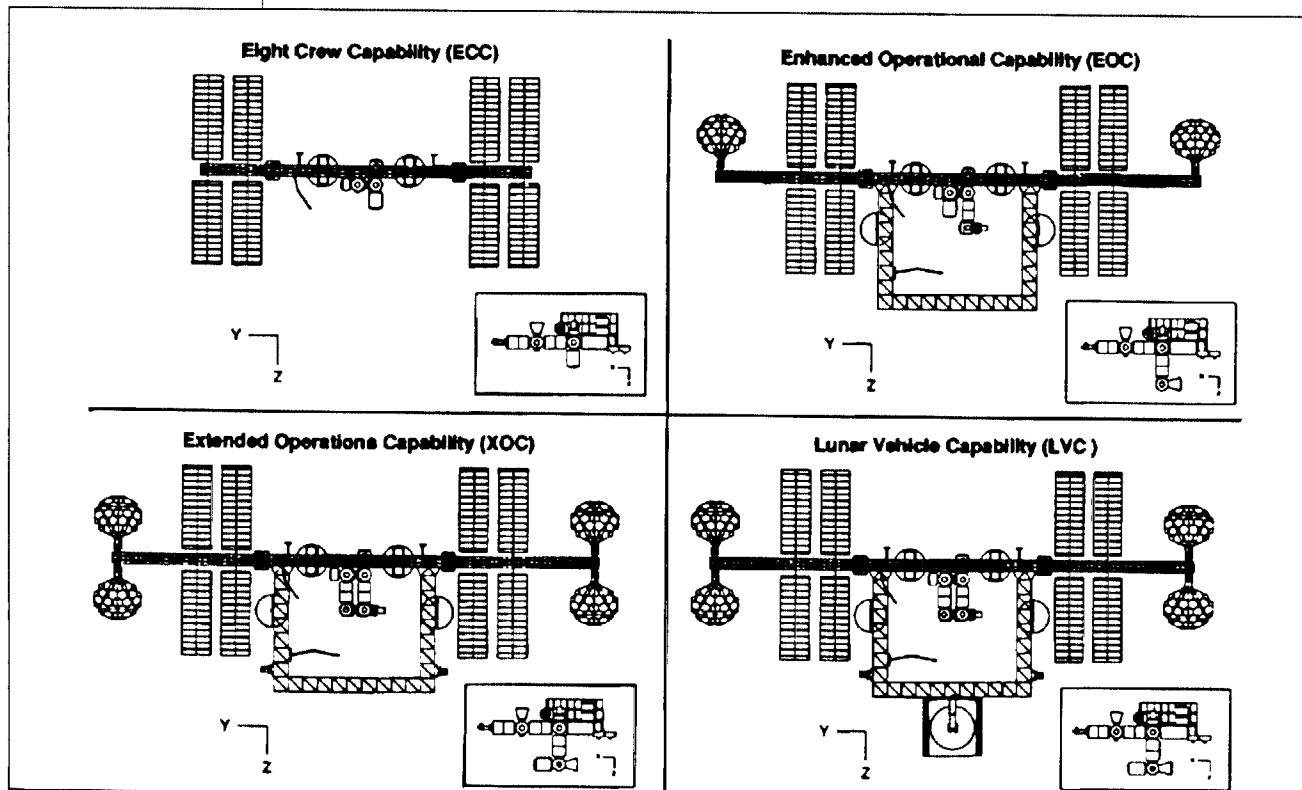 Eight Crew Capability (ECC)
Y
Z
Enhanced Operational Capability (EOC)
Y
Z
Extended Operations Capability (XOC)
Y
Z
Lunar Vehicle Capability (LVC )
Y
Z